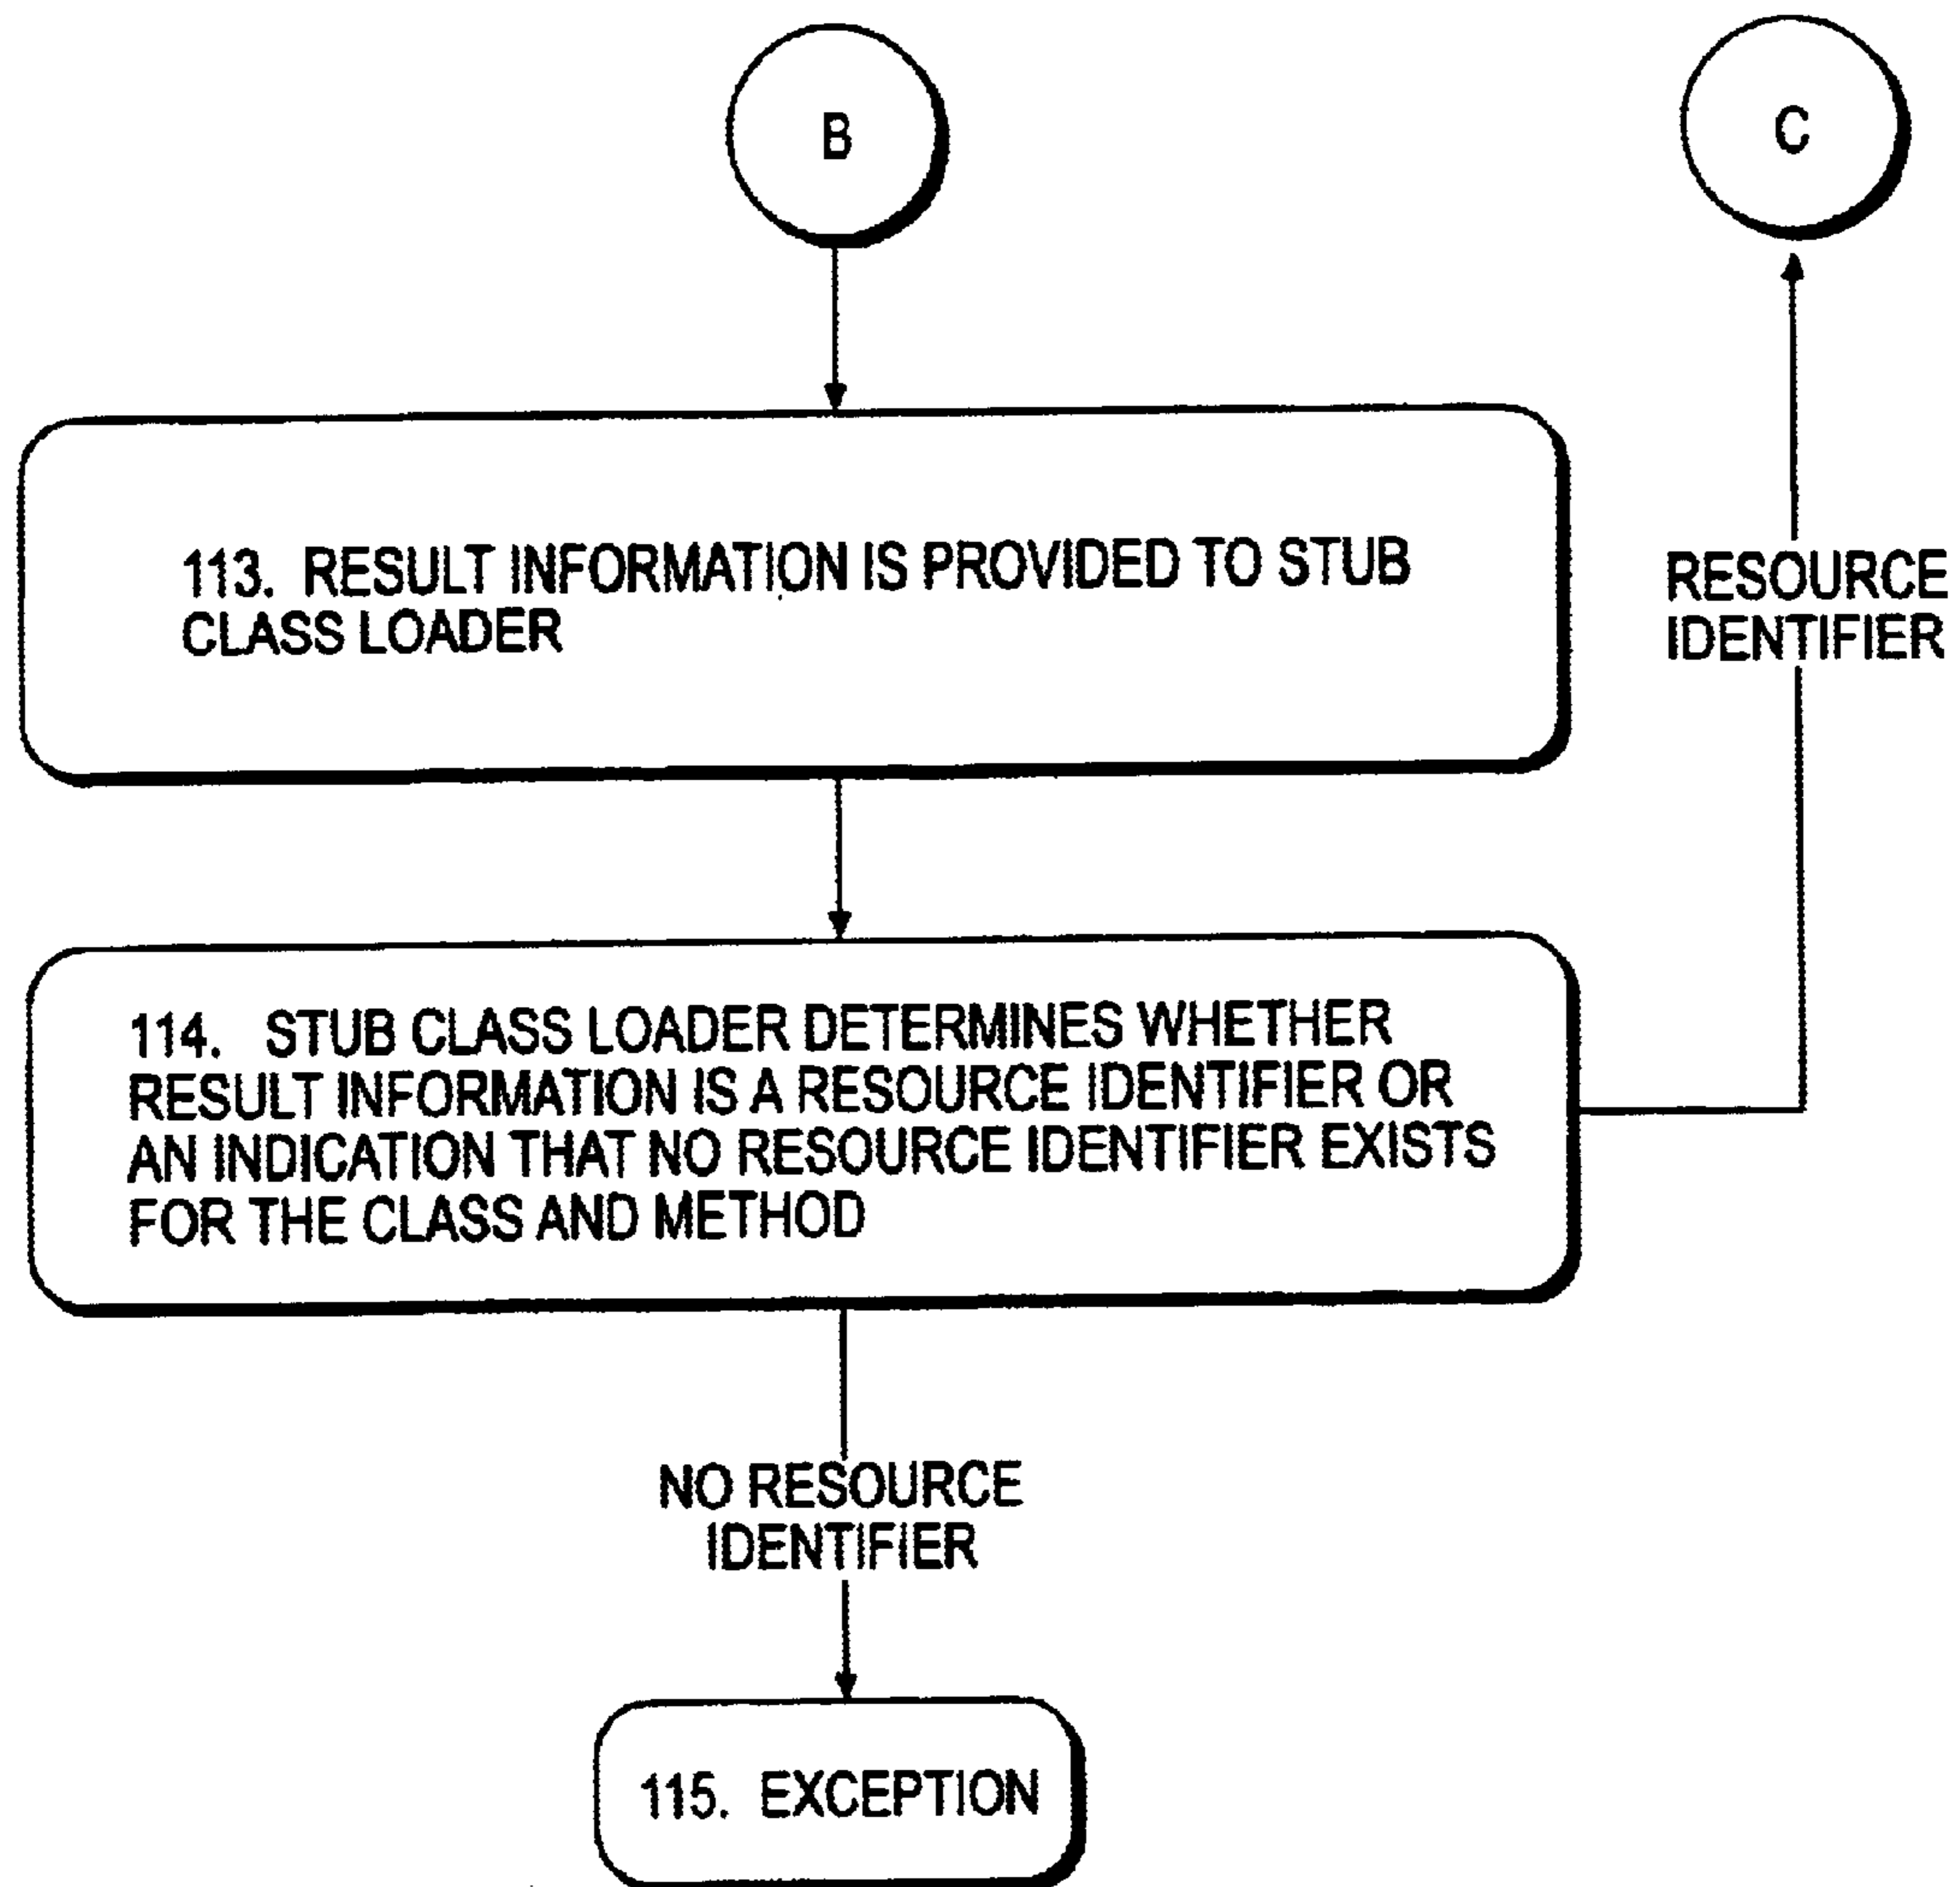 B
C
113. RESULT INFORMATION IS PROVIDED TO STUB
CLASS LOADER
RESOURCE
IDENTIFIER
114. STUB CLASS LOADER DETERMINES WHETHER
RESULT INFORMATION IS A RESOURCE IDENTIFIER OR
AN INDICATION THAT NO RESOURCE IDENTIFIER EXISTS
FOR THE CLASS AND METHOD
NO RESOURCE
IDENTIFIER
115. EXCEPTION